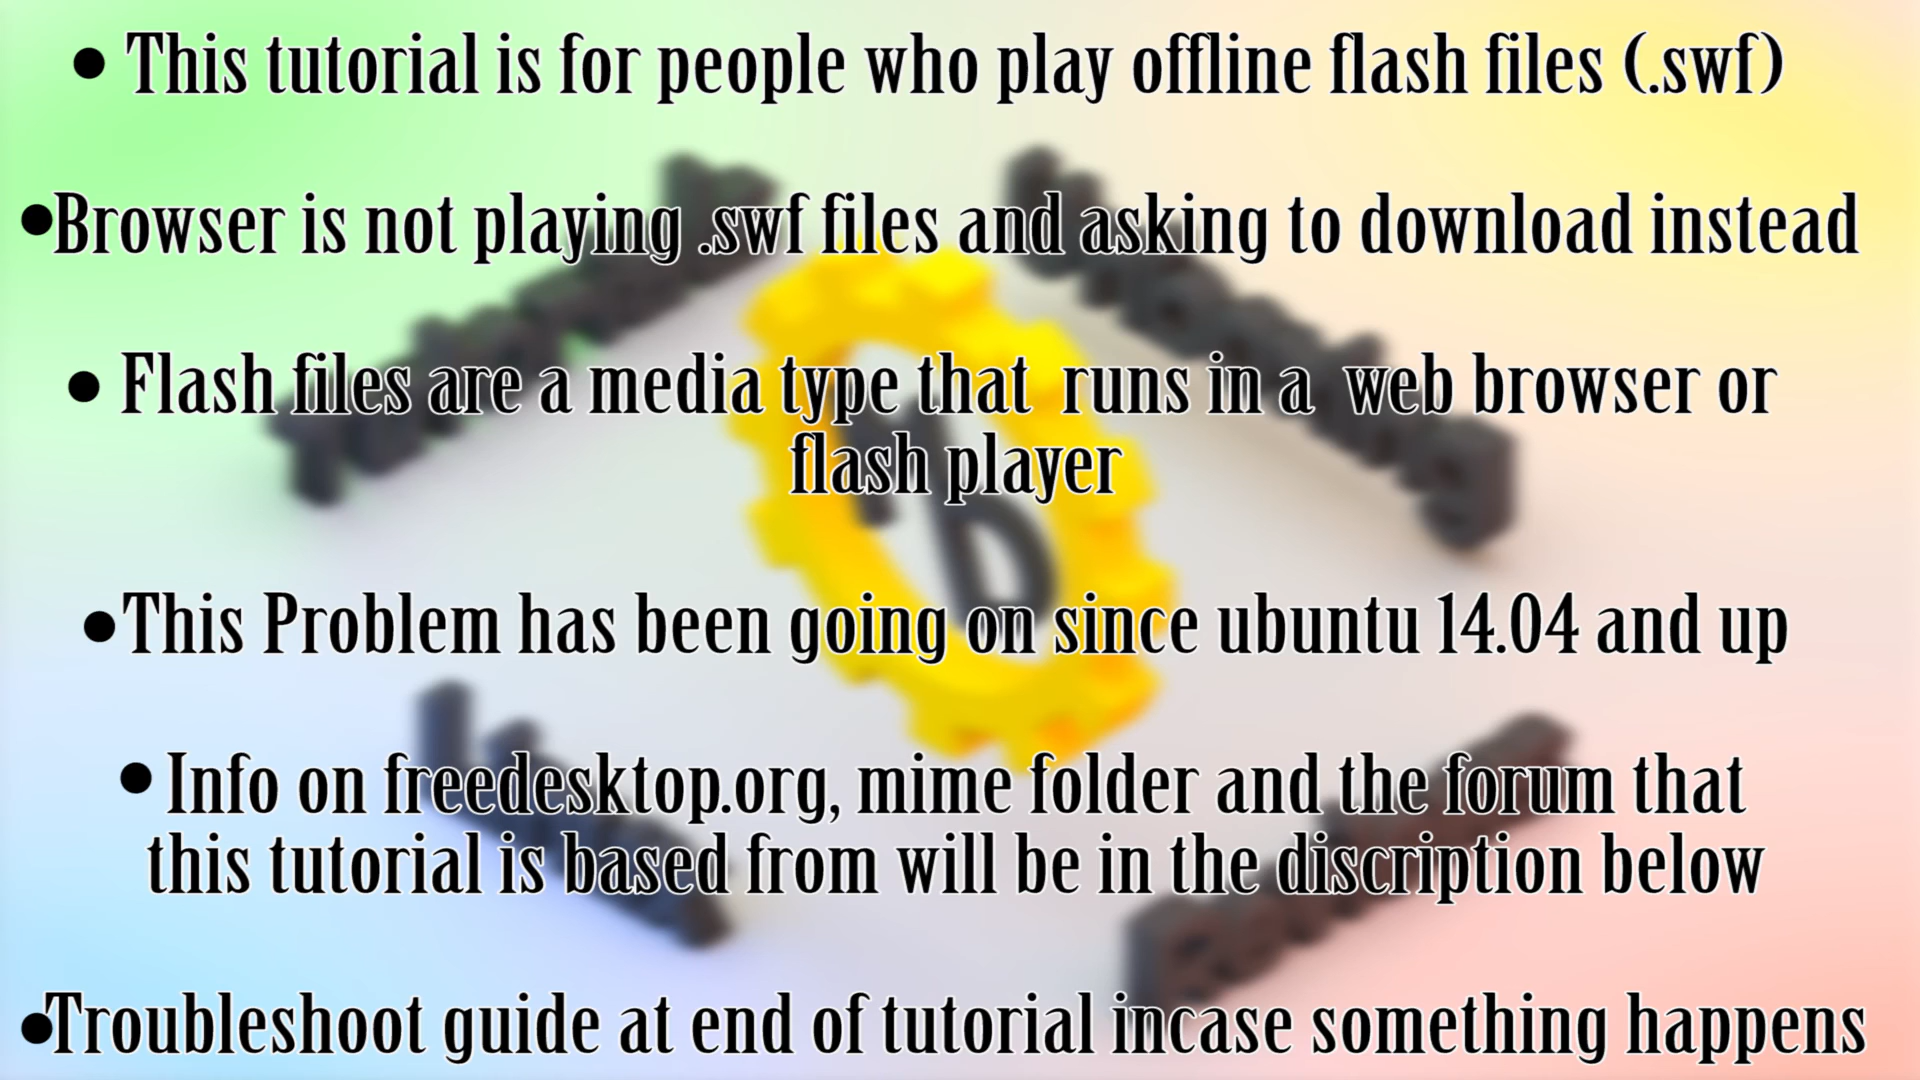 • This tutorial is for people who play offline flash files (.swf)
•Browser is not playing .swf files and asking to download instead
• Flash files are a media type that runs in a web browser or
flash player
•This Problem has been going on since ubuntu 14.04 and up
•Info on freedesktop.org, mime folder and the forum that
this tutorial is based from will be in the discription below
•Troubleshoot guide at end of tutorial incase something happens